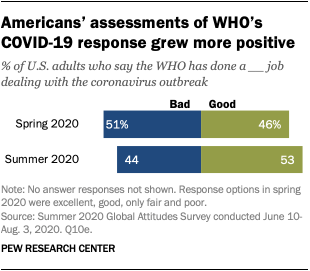 Americans' assessments of WHO's
COVID-19 response grew more positive
% of U.S. adults who say the WHO has done a __ job
dealing with the coronavirus outbreak
Bad Good
Spring 2020 51% 46%
Summer 2020 44 53
Note: No answer responses not shown. Response options in spring
2020 were excellent, good, only fair and poor.
Source: Summer 2020 Global Attitudes Survey conducted June 10-
Aug. 3, 2020. Q10e.
PEW RESEARCH CENTER